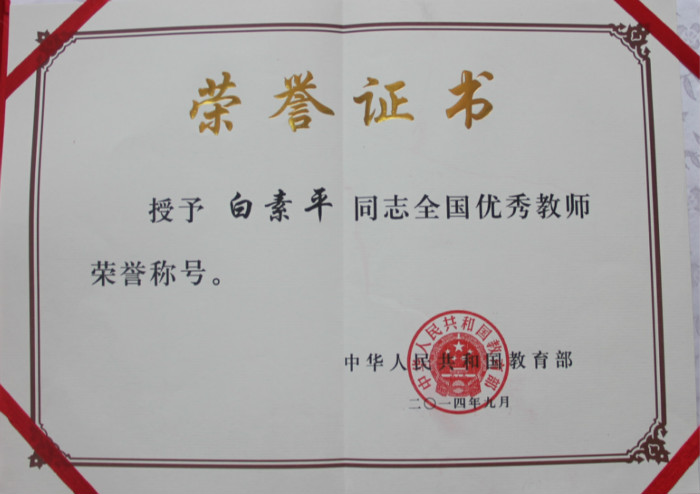 荣誉证书
授予 白素平 同志全国优秀教师
荣誉称号。
中华人民共和国教育部
中华人民共和国教育部
二〇一四年九月